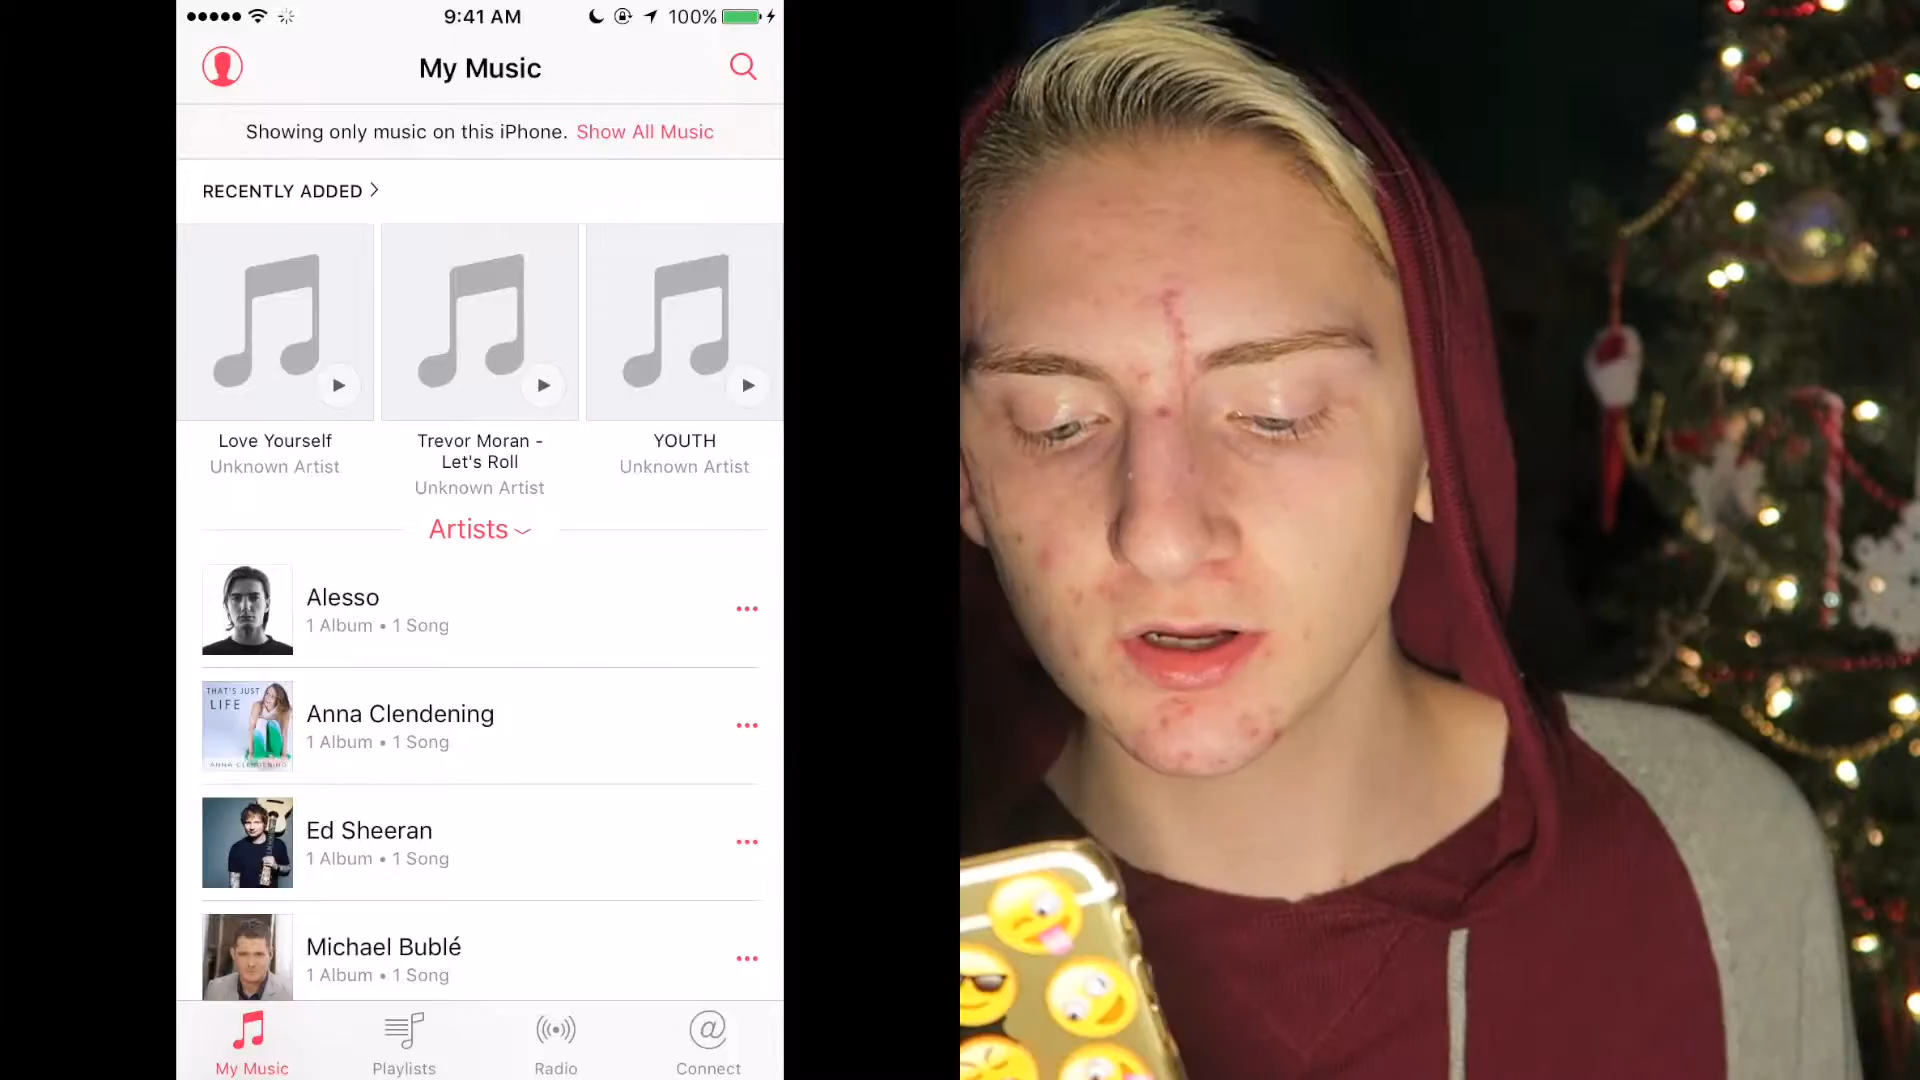 9:41 AM
100%
My Music
Showing only music on this iPhone. Show All Music
RECENTLY ADDED
Love Yourself
Unknown Artist
Trevor Moran -
Let's Roll
Unknown Artist
YOUTH
Unknown Artist
Artists
Alesso
1 Album • 1 Song
THAT'S JUST
LIFE
ANNA CLENDENING
Anna Clendening
1 Album • 1 Song
Ed Sheeran
1 Album • 1 Song
Michael Bublé
1 Album • 1 Song
My Music
Playlists
Radio
Connect